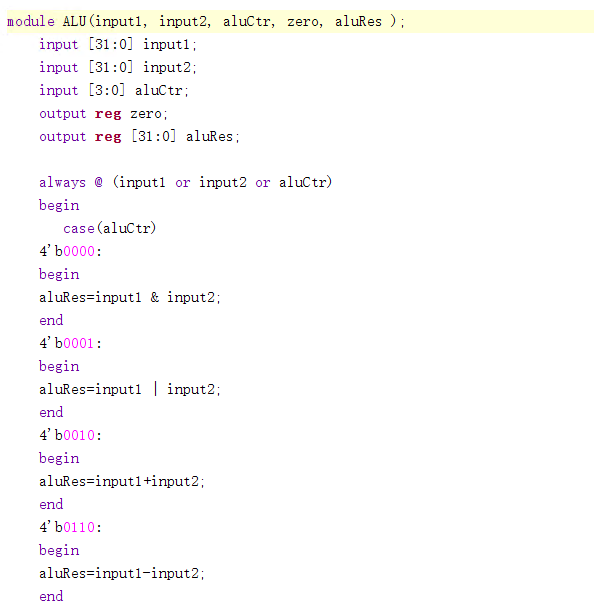 module ALU(input1, input2, aluCtr, zero, aluRes );
input [31:0] input1;
input [31:0] input2;
input [3:0] aluCtr;
output reg zero;
output reg [31:0] aluRes;
always @ (input1 or input2 or aluCtr)
begin
case(aluCtr)
4'b0000:
begin
aluRes=input1 & input2;
end
4'b0001:
begin
aluRes=input1 | input2;
end
4'b0010:
begin
aluRes=input1+input2;
end
4'b0110:
begin
aluRes=input1-input2;
end